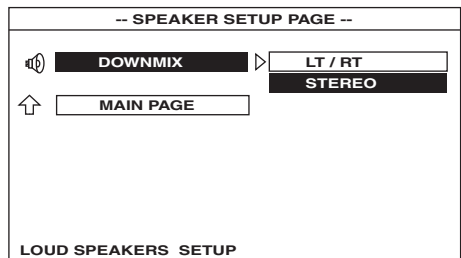 -- SPEAKER SETUP PAGE --
DOWNMIX
LT / RT
STEREO
MAIN PAGE
LOUD SPEAKERS SETUP